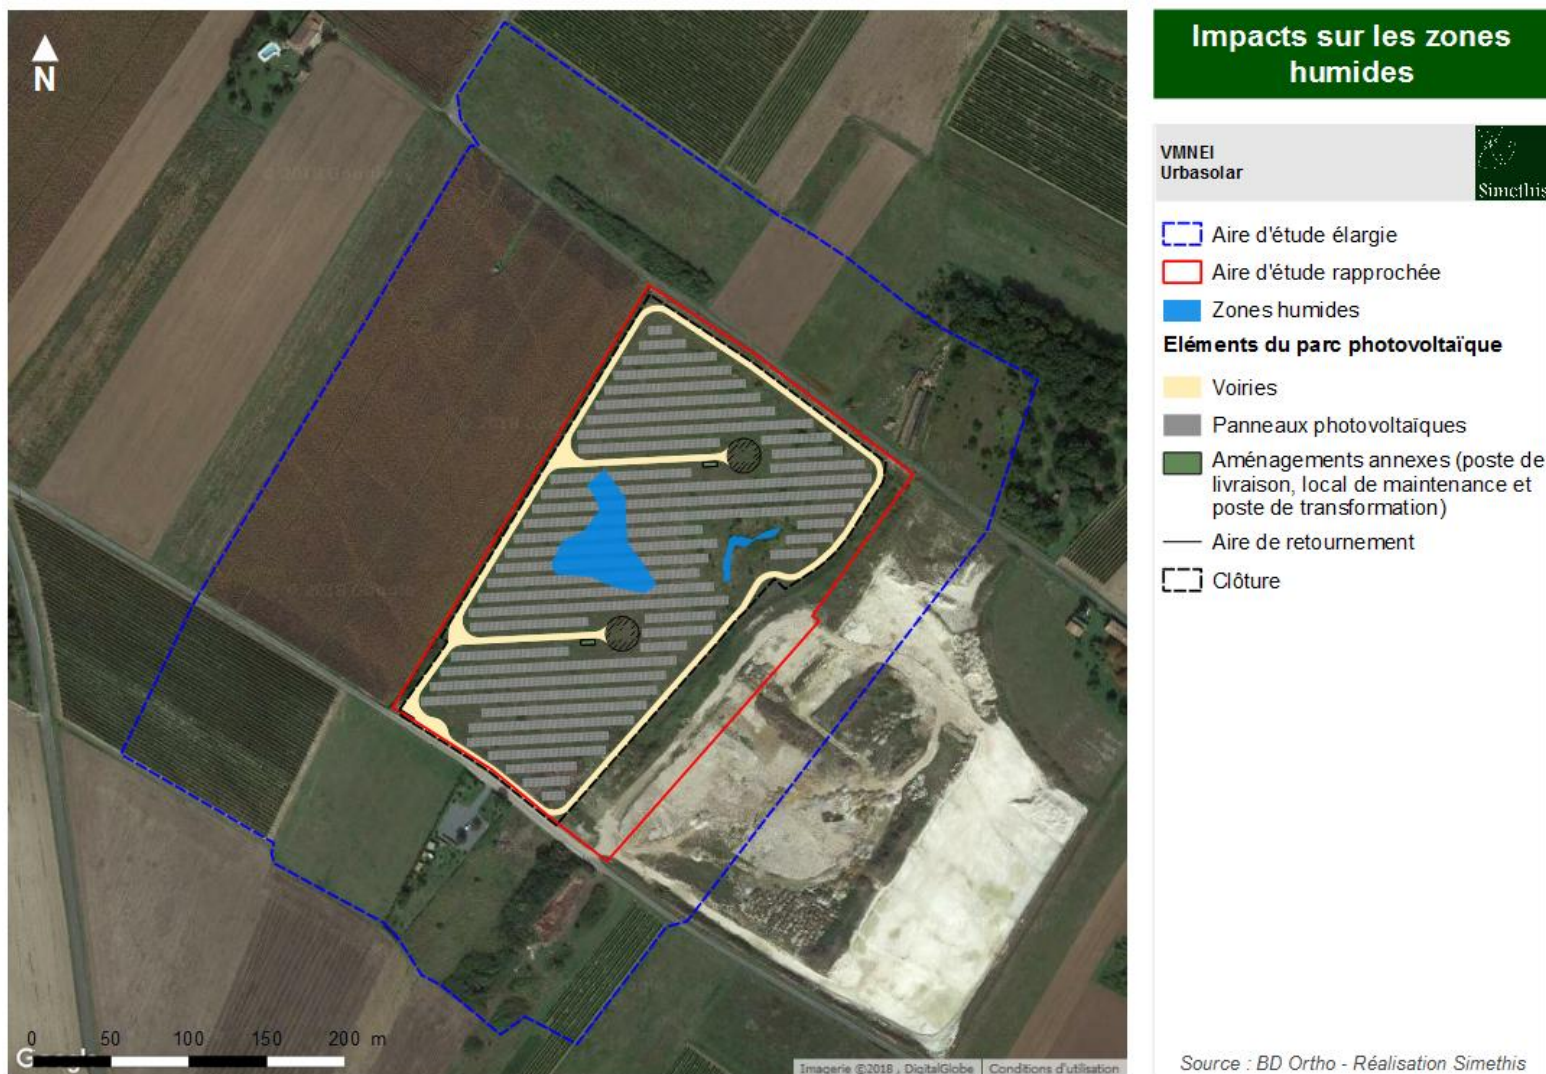 N
Impacts sur les zones
humides
VMNEI
Urbasolar
Simethis
Aire d'étude élargie
Aire d'étude rapprochée
Zones humides
Eléments du parc photovoltaïque
Voiries
Panneaux photovoltaïques
Aménagements annexes (poste de
livraison, local de maintenance et
poste de transformation)
Aire de retournement
Clôture
0 50 100 150 200 m
Imagerie ©2018 , DigitalGlobe Conditions d'utilisation
Source : BD Ortho - Réalisation Simethis